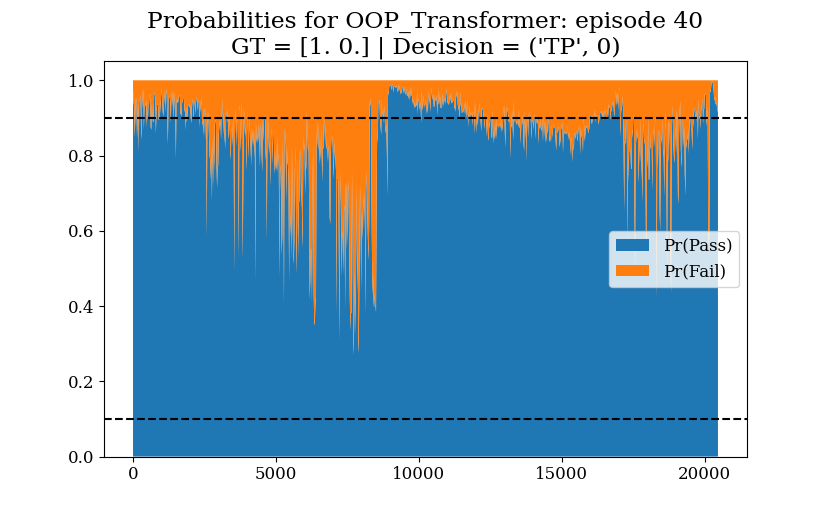 Probabilities for OOP_Transformer: episode 40
GT = [1. 0.] | Decision = ('TP', 0)
1.0
0.8
0.6
0.4
0.2
0.0
Pr(Pass)
Pr(Fail)
0
5000
10000
15000
20000